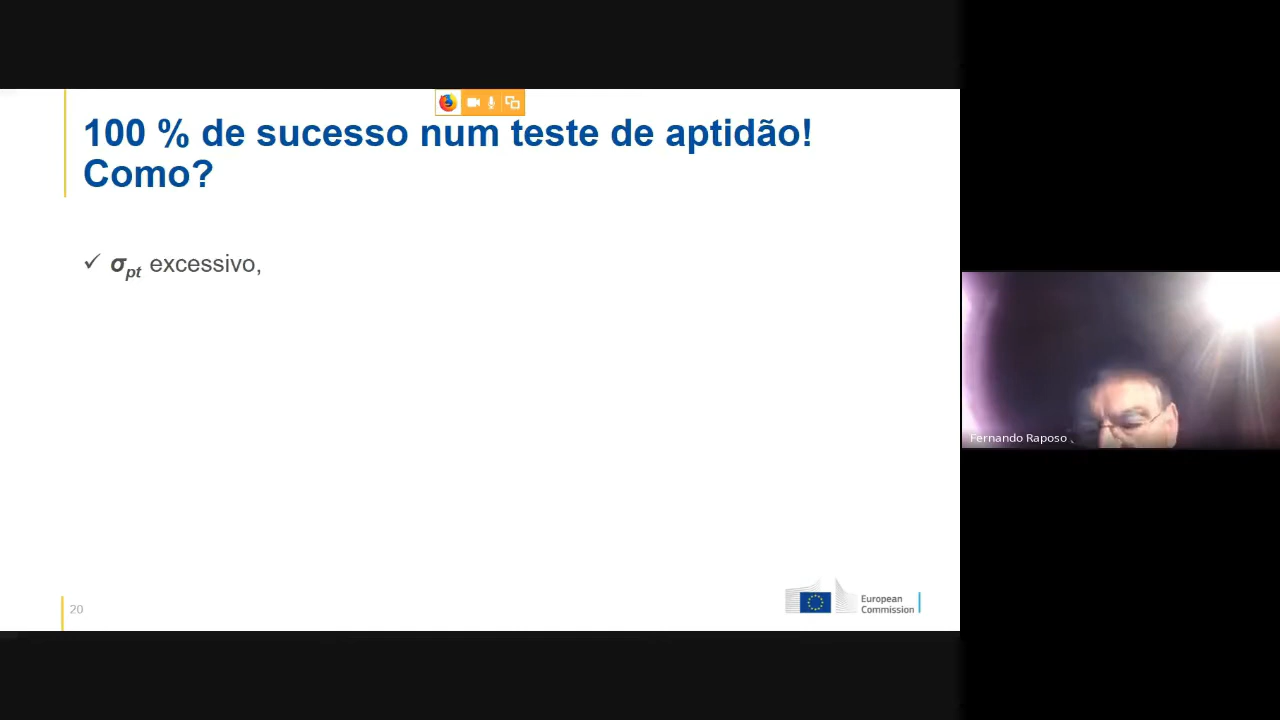 100 % de sucesso num teste de aptidão!
Como?
✓ σpt excessivo,
Fernando Raposo
20
European
Commission